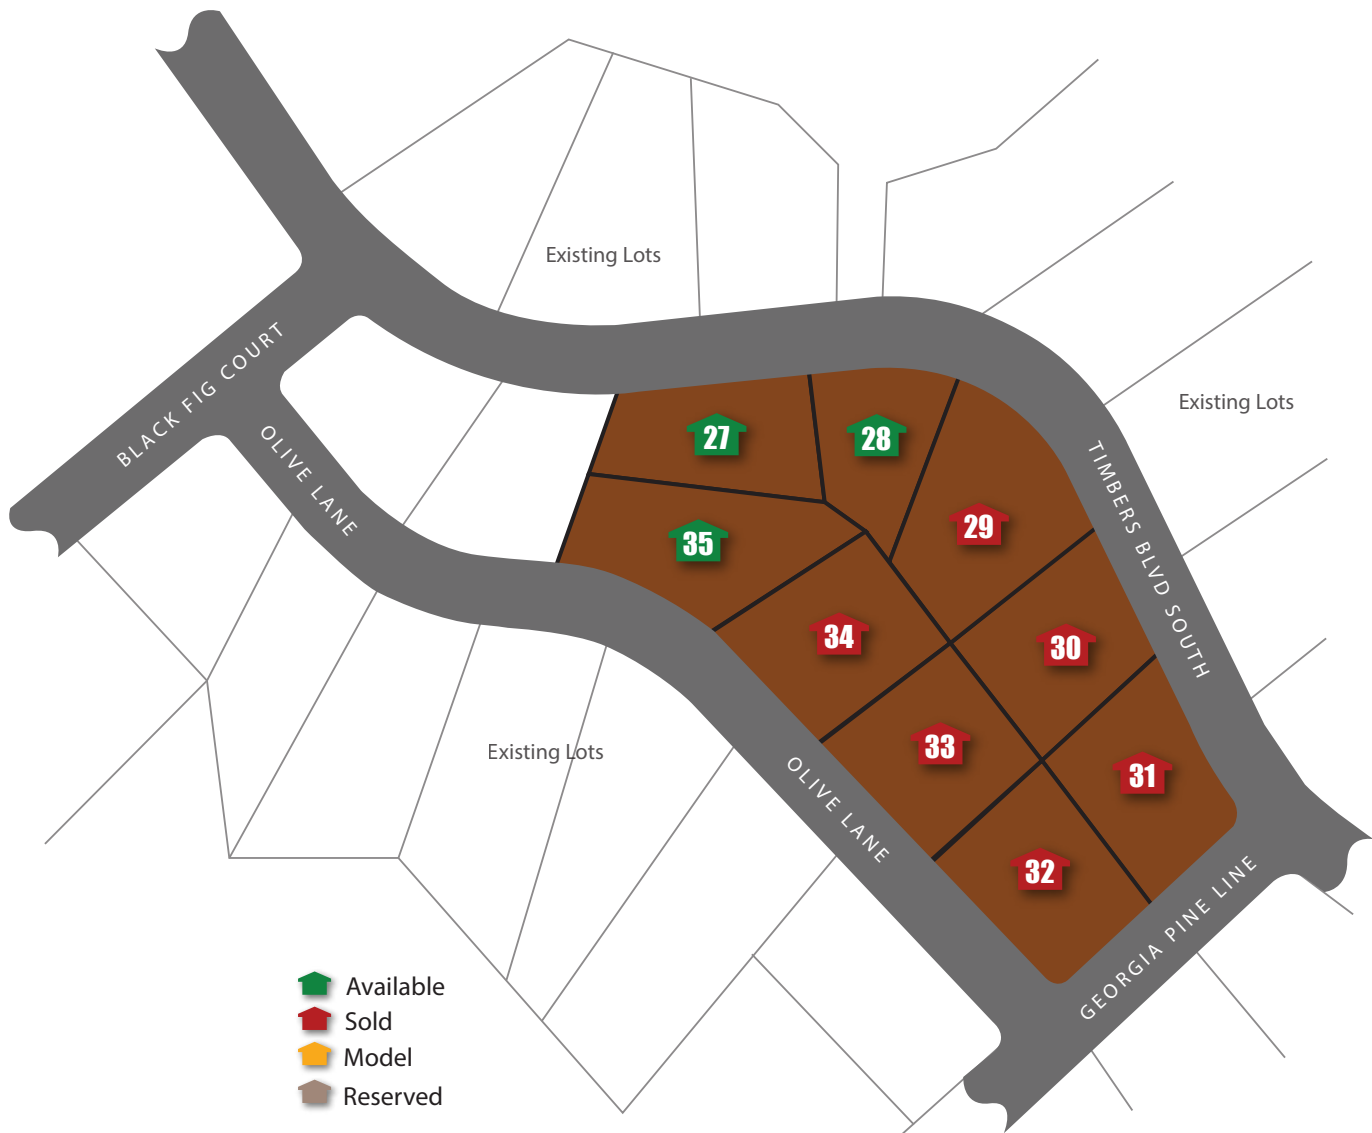 Existing Lots
BLACK FIG COURT
OLIVE LANE
Existing Lots
TIMBERS BLVD SOUTH
27
28
29
35
34
30
33
31
32
Existing Lots
OLIVE LANE
GEORGIA PINE LINE
Available
Sold
Model
Reserved